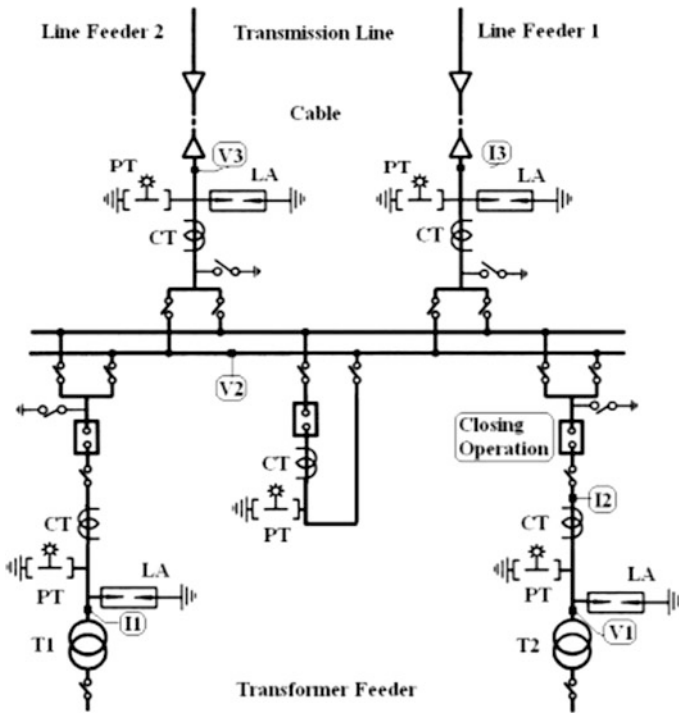 Line Feeder 2
Transmission Line
Line Feeder 1
Cable
V3
I3
PT
LA
PT
LA
CT
CT
V2
Closing
Operation
CT
I2
CT
PT
CT
PT
LA
PT
LA
I1
V1
T1
T2
Transformer Feeder